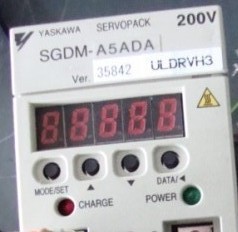 YASKAWA SERVOPACK 200V
SGDM-A5ADA
Ver. 35842 ULDRVH3
88888
MODE/SET ▲ ▼ DATA/◀
CHARGE POWER